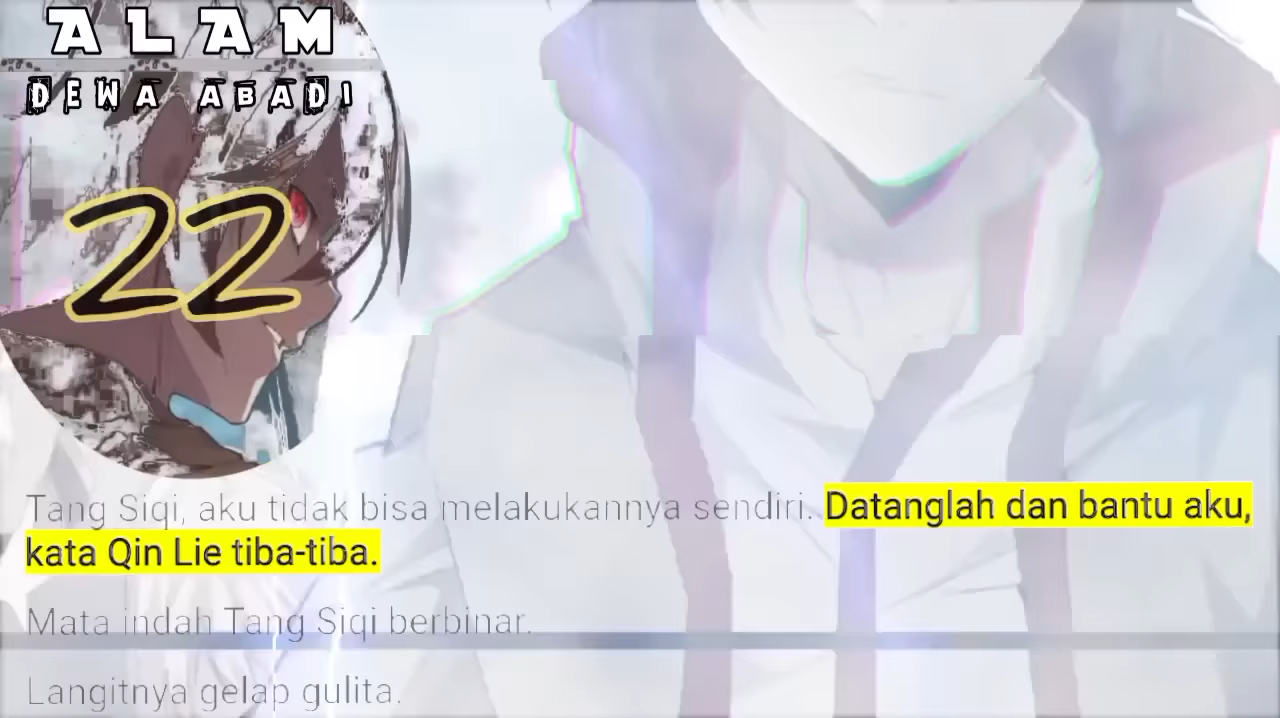 ALAM
DEWA ABADI
22
Tang Siqi, aku tidak bisa melakukannya sendiri. Datanglah dan bantu aku,
kata Qin Lie tiba-tiba.
Mata indah Tang Siqi berbinar.
Langitnya gelap gulita.